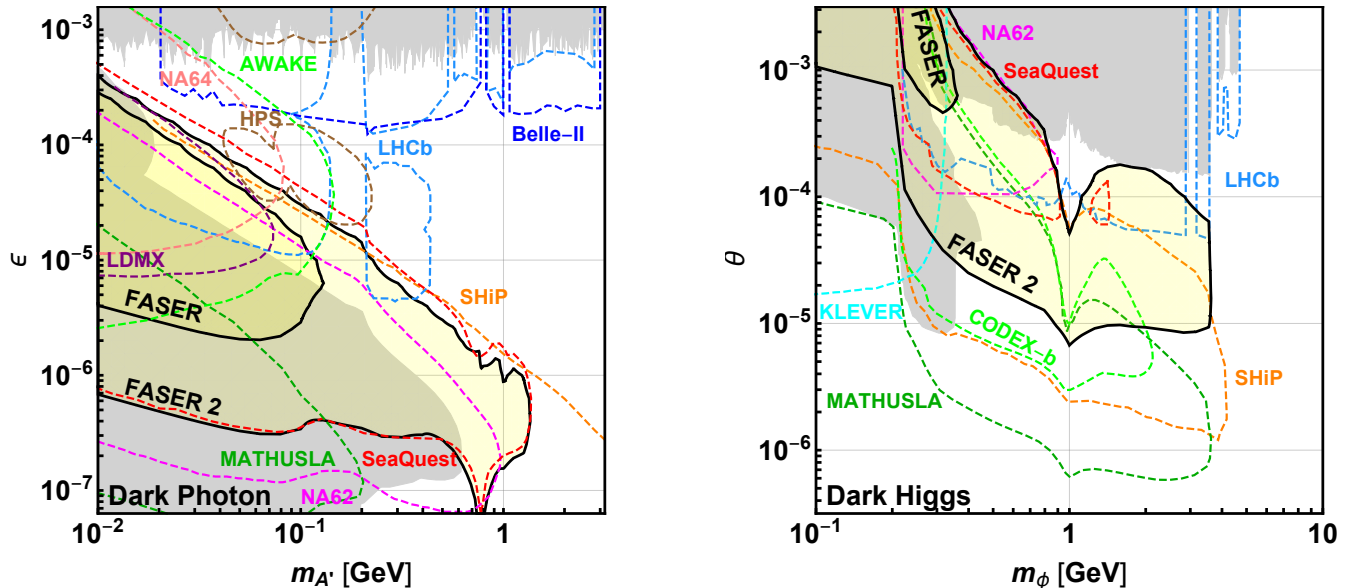 10⁻³
10⁻⁴
10⁻⁵
10⁻⁶
10⁻⁷
ϵ
NA64
AWAKE
HPS
Belle−II
LHCb
LDMX
FASER
SHiP
FASER 2
MATHUSLA
SeaQuest
NA62
Dark Photon
10⁻²
10⁻¹
1
m_A' [GeV]
10⁻³
10⁻⁴
10⁻⁵
10⁻⁶
θ
NA62
FASER
SeaQuest
LHCb
FASER 2
KLEVER
CODEX−b
SHiP
MATHUSLA
Dark Higgs
10⁻¹
1
10
m_ϕ [GeV]